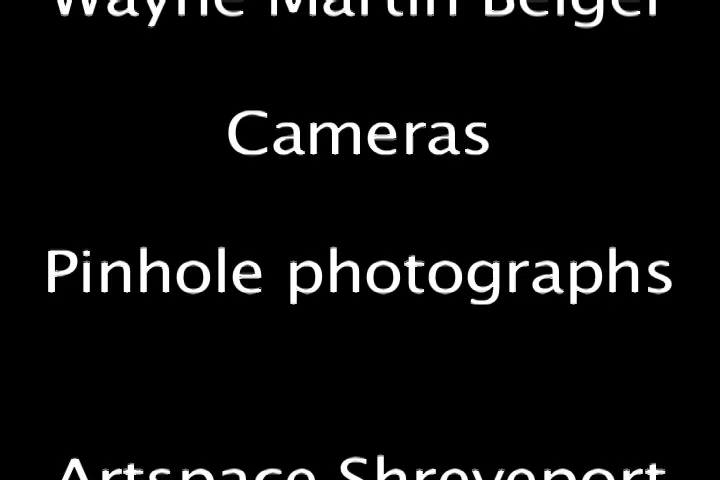 Wayne Martin Belger
Cameras
Pinhole photographs
Artspace Shreveport